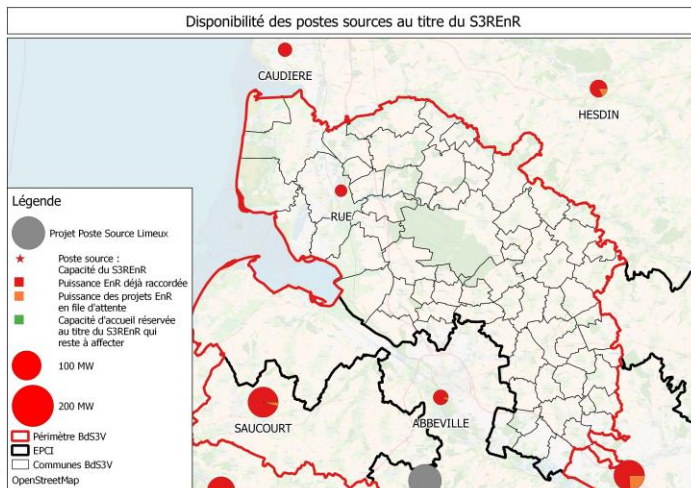 Disponibilité des postes sources au titre du S3REnR
CAUDIERE
HESDIN
RUE
Légende
Projet Poste Source Limeux
Poste source :
Capacité du S3REnR
Puissance EnR déjà raccordée
Puissance des projets EnR
en file d'attente
Capacité d'accueil réservée
au titre du S3REnR qui
reste à affecter
100 MW
200 MW
Périmètre BdS3V
EPCI
Communes BdS3V
OpenStreetMap
SAUCOURT
ABBEVILLE